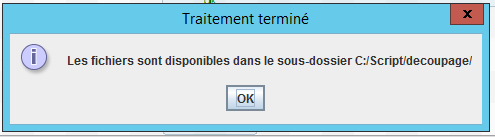 Traitement terminé
x
Les fichiers sont disponibles dans le sous-dossier C:/Script/decoupage/
OK